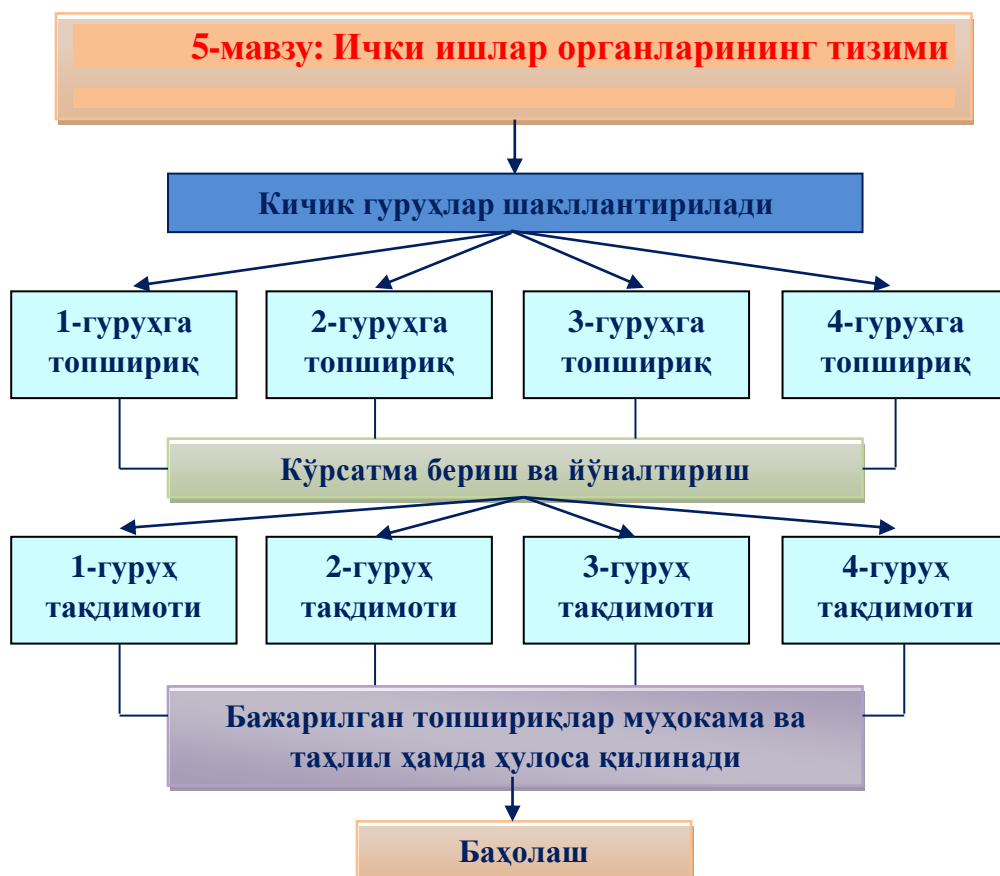 5-мавзу: Ички ишлар органларининг тизими
Кичик гуруҳлар шакллантирилади
1-гуруҳга
топшириқ
2-гуруҳга
топшириқ
3-гуруҳга
топшириқ
4-гуруҳга
топшириқ
Кўрсатма бериш ва йўналтириш
1-гуруҳ
тақдимоти
2-гуруҳ
тақдимоти
3-гуруҳ
тақдимоти
4-гуруҳ
тақдимоти
Бажарилган топшириқлар муҳокама ва
таҳлил ҳамда ҳулоса қилинади
Баҳолаш